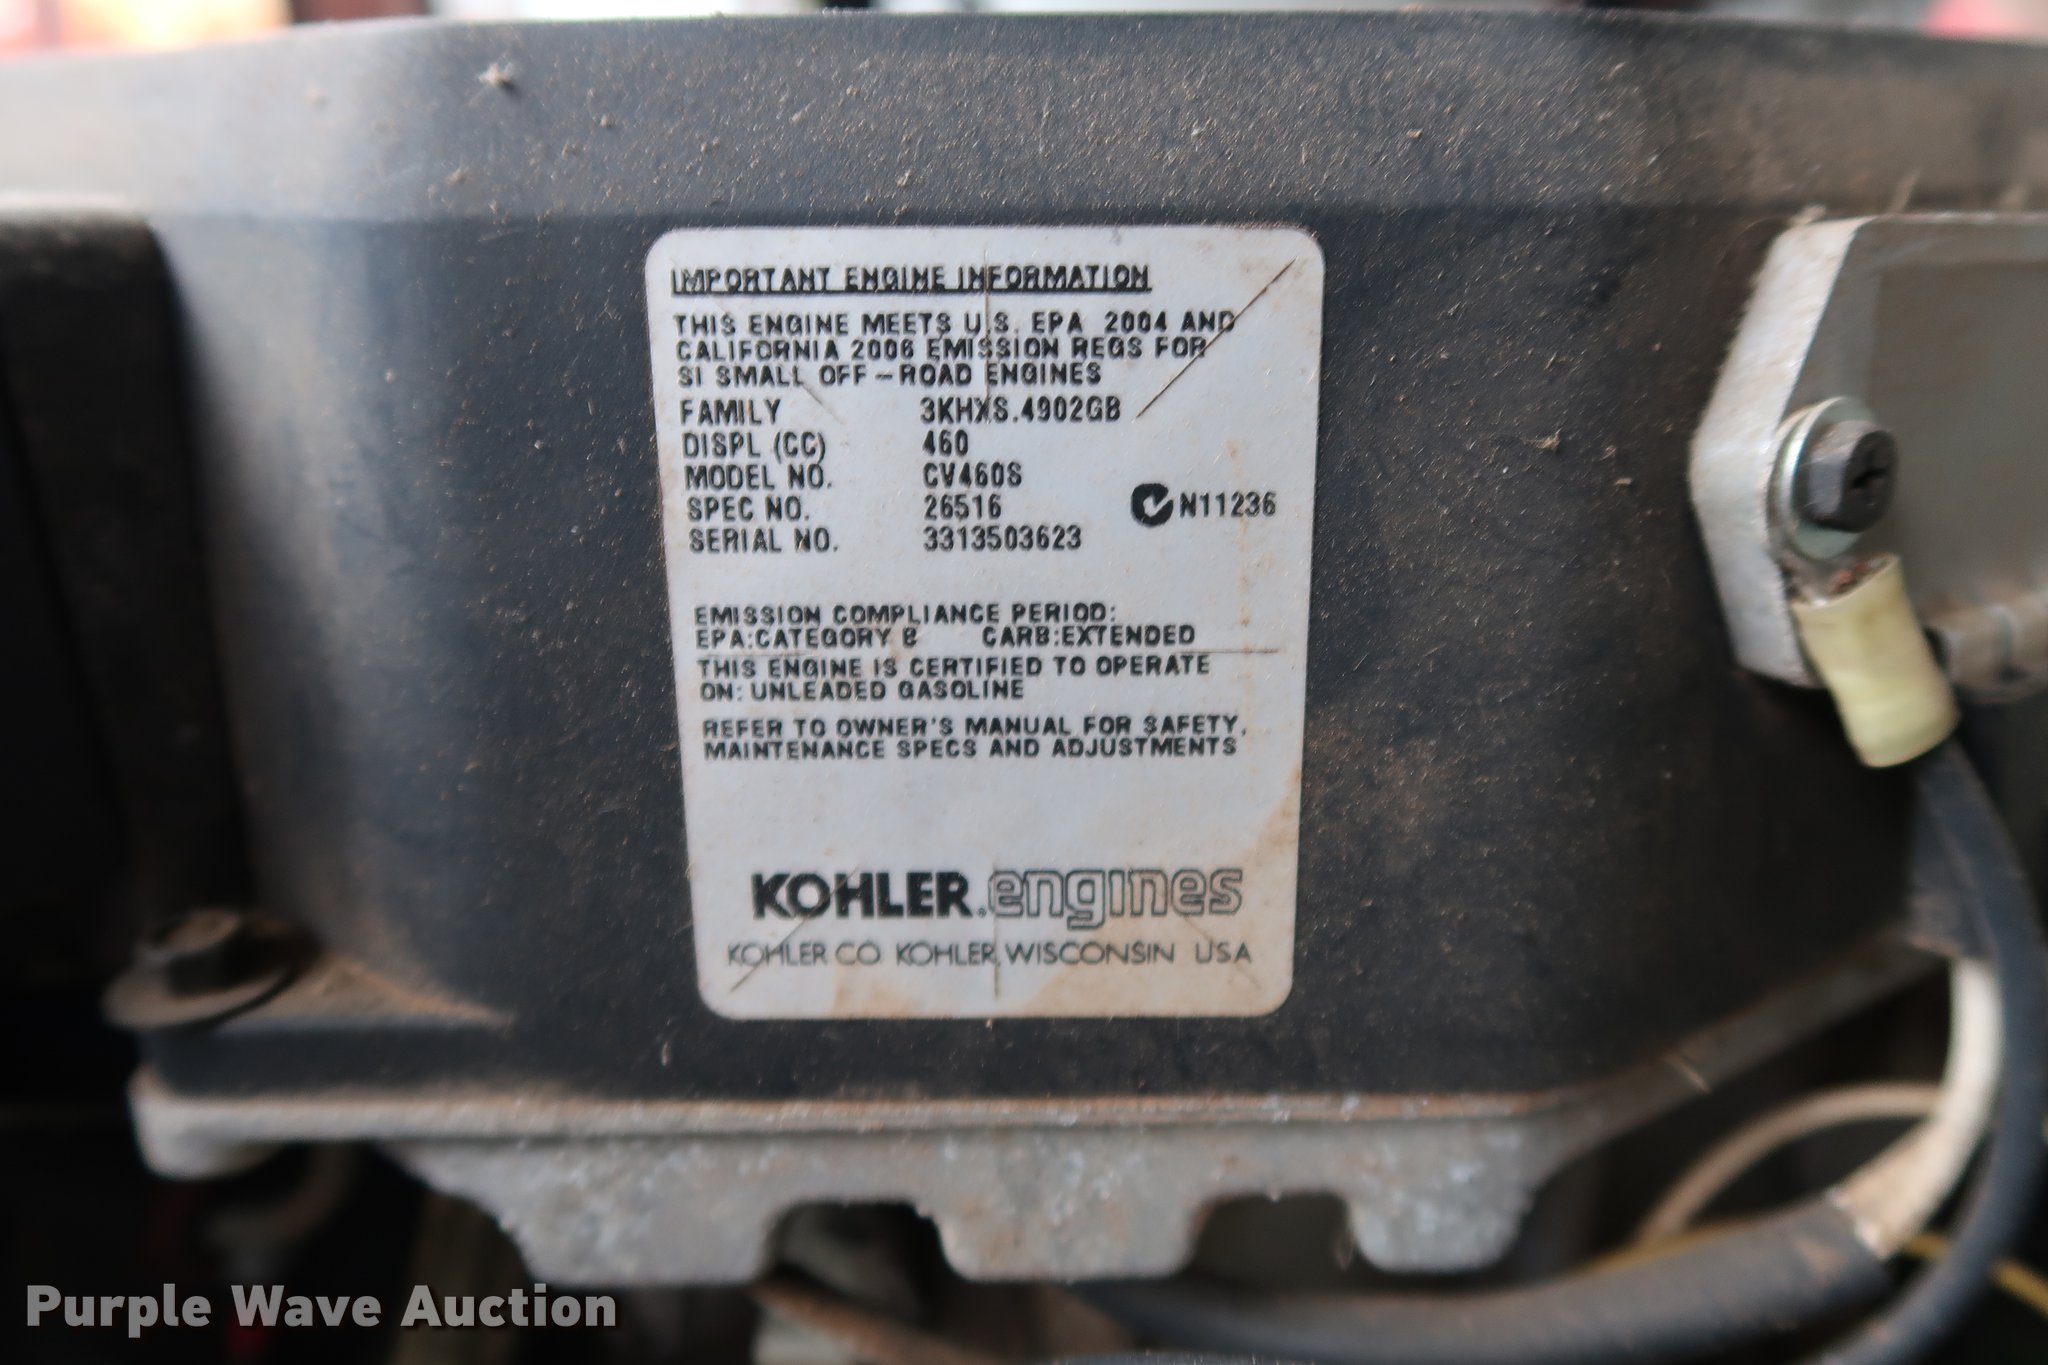 IMPORTANT ENGINE INFORMATION
THIS ENGINE MEETS U.S. EPA 2004 AND
CALIFORNIA 2006 EMISSION REGS FOR
SI SMALL OFF-ROAD ENGINES
FAMILY 3KHXS.4902GB
DISPL (CC) 460
MODEL NO. CV460S
SPEC NO. 26516 N11236
SERIAL NO. 3313503623
EMISSION COMPLIANCE PERIOD:
EPA:CATEGORY B CARB:EXTENDED
THIS ENGINE IS CERTIFIED TO OPERATE
ON: UNLEADED GASOLINE
REFER TO OWNER'S MANUAL FOR SAFETY,
MAINTENANCE SPECS AND ADJUSTMENTS
KOHLER.engines
KOHLER CO KOHLER, WISCONSIN USA
Purple Wave Auction